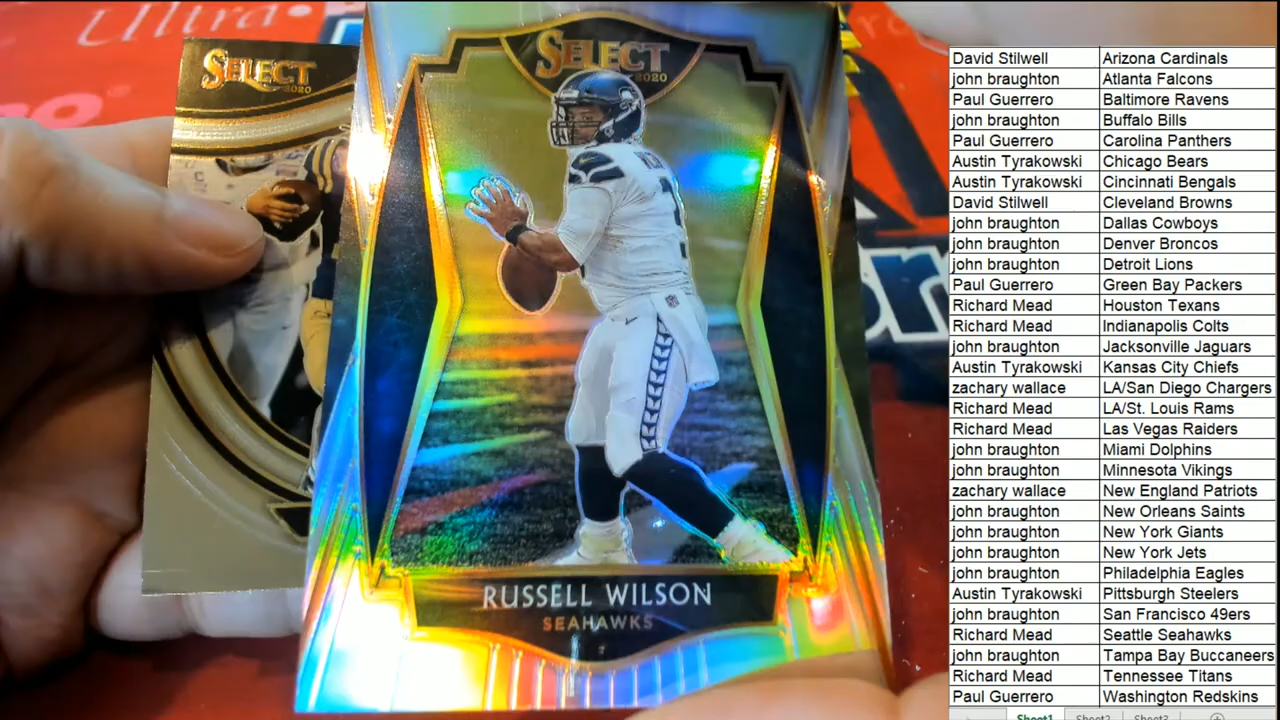 Ultra
SELECT
2020
SELECT
2020
RUSSELL WILSON
SEAHAWKS
David Stilwell Arizona Cardinals
john braughton Atlanta Falcons
Paul Guerrero Baltimore Ravens
john braughton Buffalo Bills
Paul Guerrero Carolina Panthers
Austin Tyrakowski Chicago Bears
Austin Tyrakowski Cincinnati Bengals
David Stilwell Cleveland Browns
john braughton Dallas Cowboys
john braughton Denver Broncos
john braughton Detroit Lions
Paul Guerrero Green Bay Packers
Richard Mead Houston Texans
Richard Mead Indianapolis Colts
john braughton Jacksonville Jaguars
Austin Tyrakowski Kansas City Chiefs
zachary wallace LA/San Diego Chargers
Richard Mead LA/St. Louis Rams
Richard Mead Las Vegas Raiders
john braughton Miami Dolphins
john braughton Minnesota Vikings
zachary wallace New England Patriots
john braughton New Orleans Saints
john braughton New York Giants
john braughton New York Jets
john braughton Philadelphia Eagles
Austin Tyrakowski Pittsburgh Steelers
john braughton San Francisco 49ers
Richard Mead Seattle Seahawks
john braughton Tampa Bay Buccaneers
Richard Mead Tennessee Titans
Paul Guerrero Washington Redskins
Sheet1 Sheet2 Sheet3